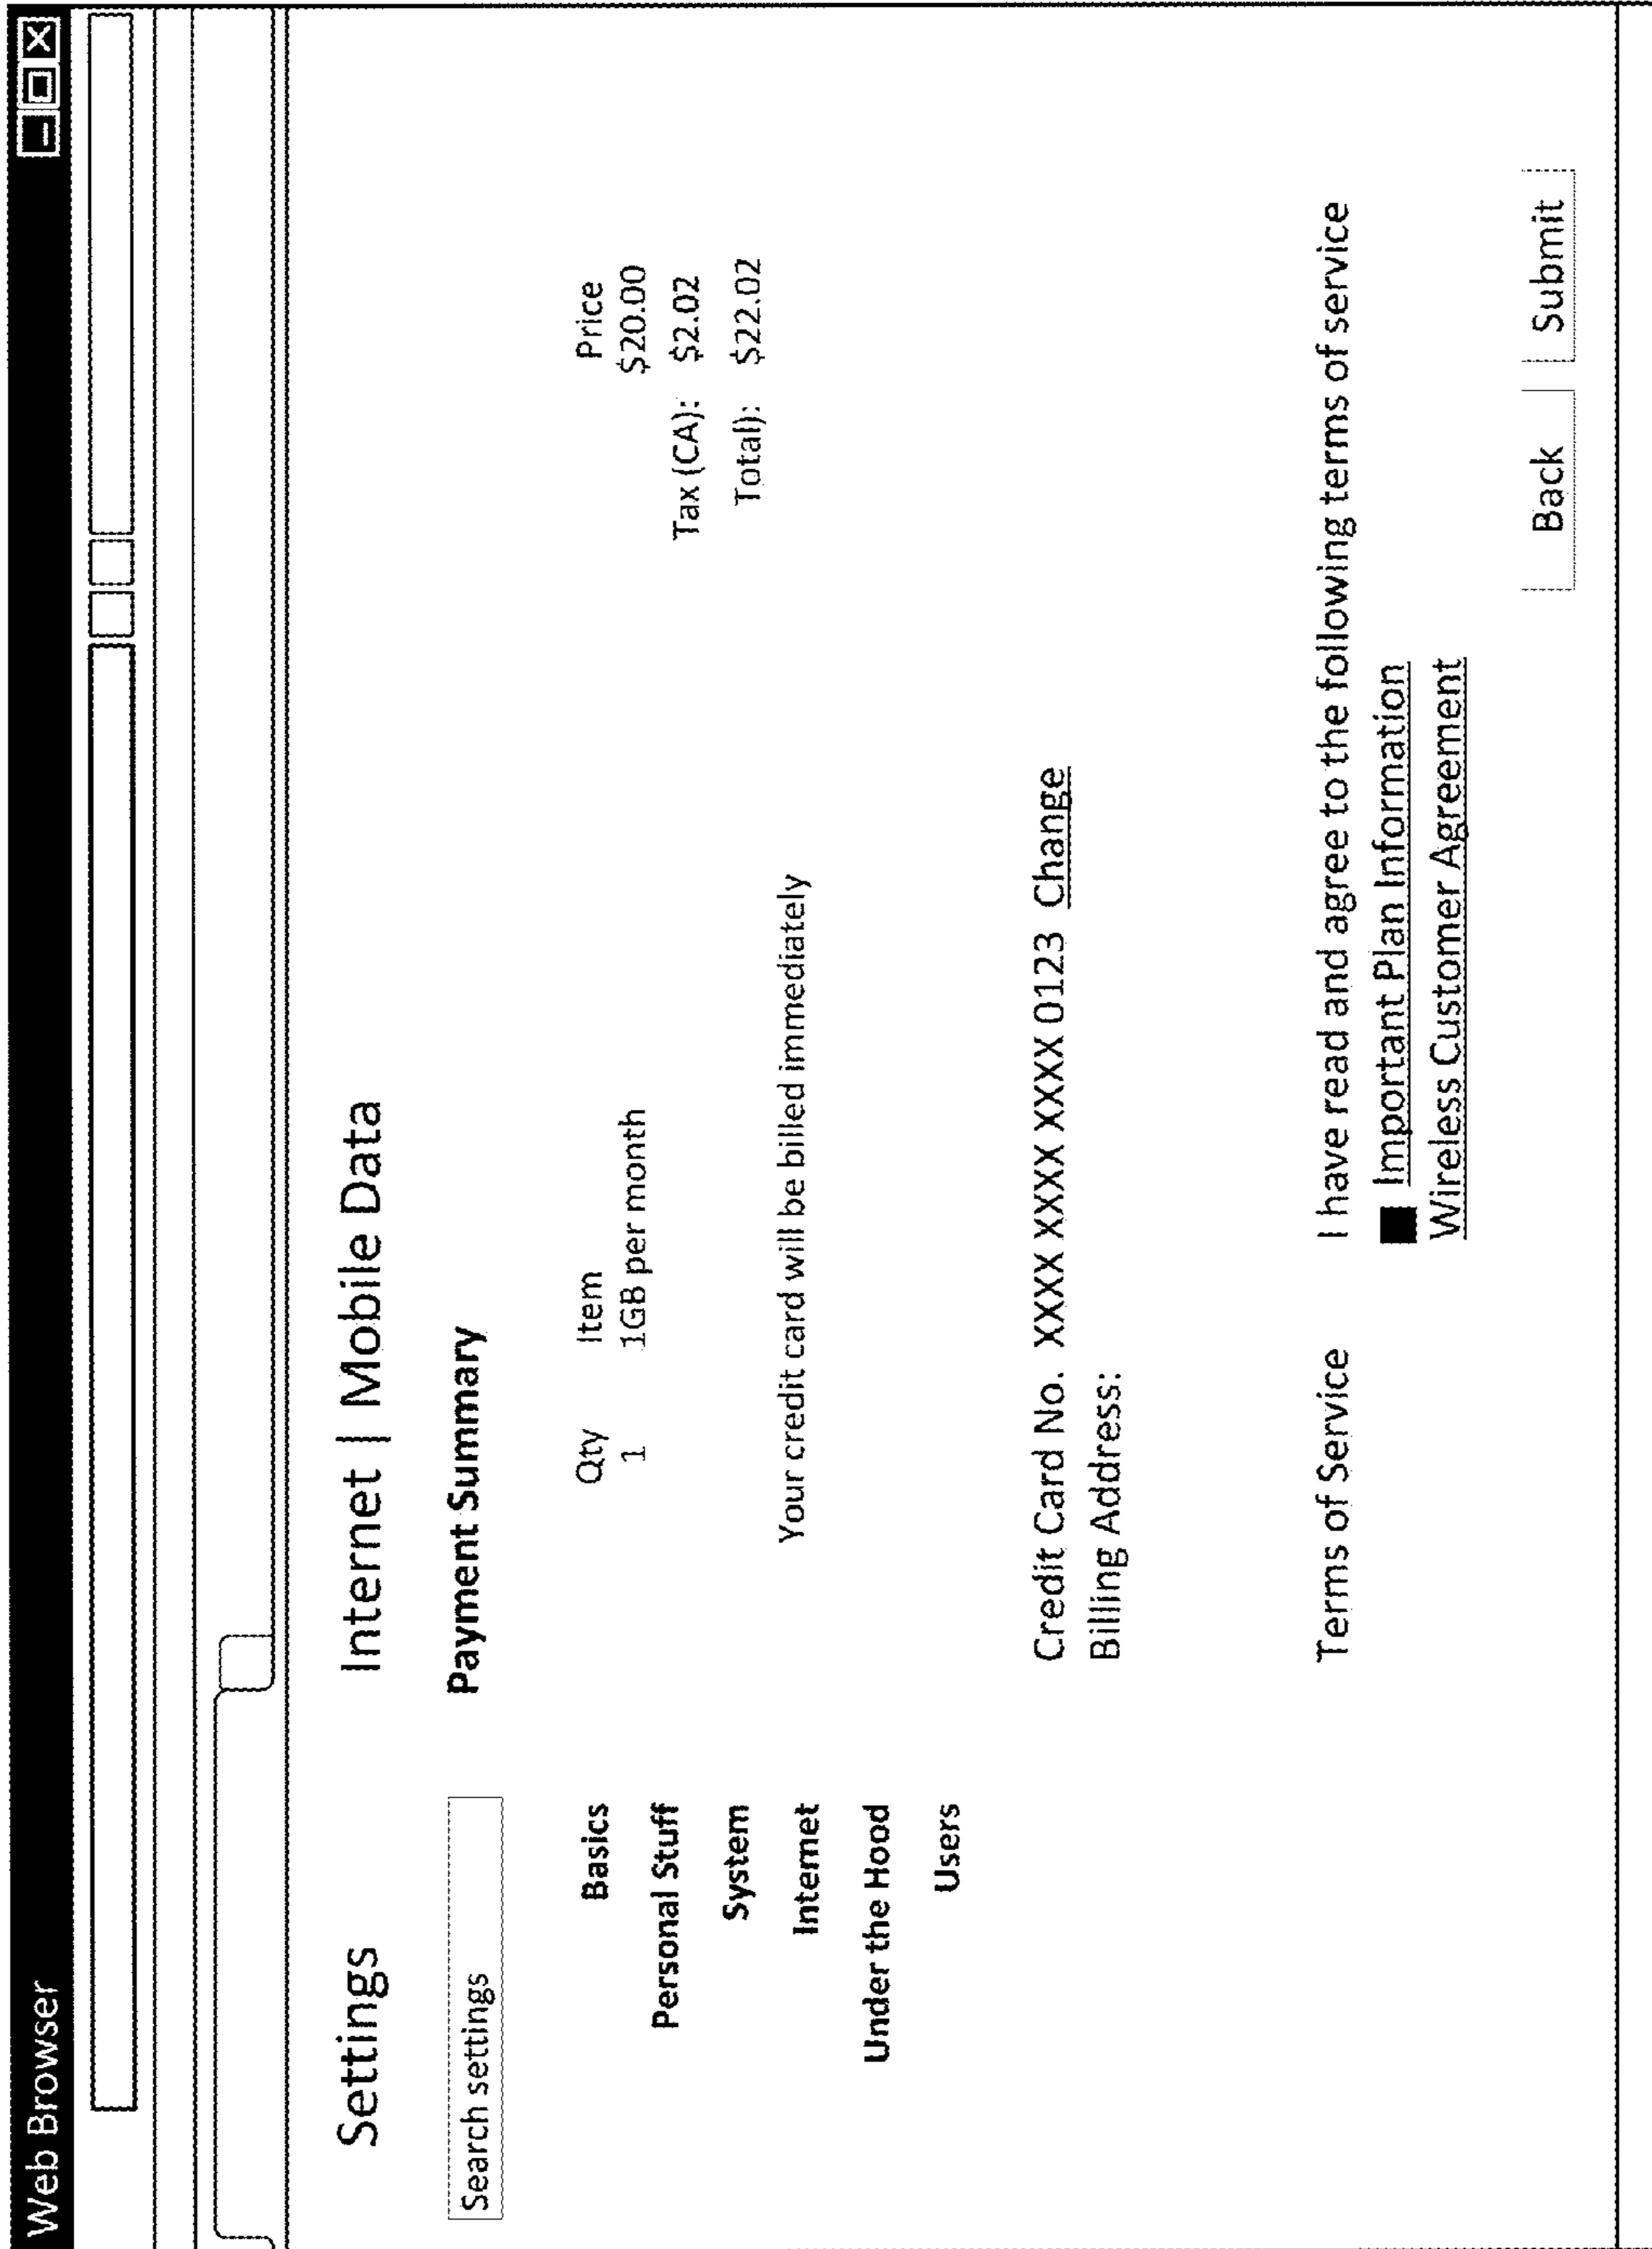 Web Browser
Settings
Internet | Mobile Data
Search settings
Payment Summary
Basics
Personal Stuff
System
Internet
Under the Hood
Users
Qty Item Price
1 1GB per month $20.00
Tax (CA): $2.02
Total): $22.02
Your credit card will be billed immediately
Credit Card No. XXXX XXXX XXXX XXXX 0123 Change
Billing Address:
Terms of Service I have read and agree to the following terms of service
Important Plan Information
Wireless Customer Agreement
Back Submit